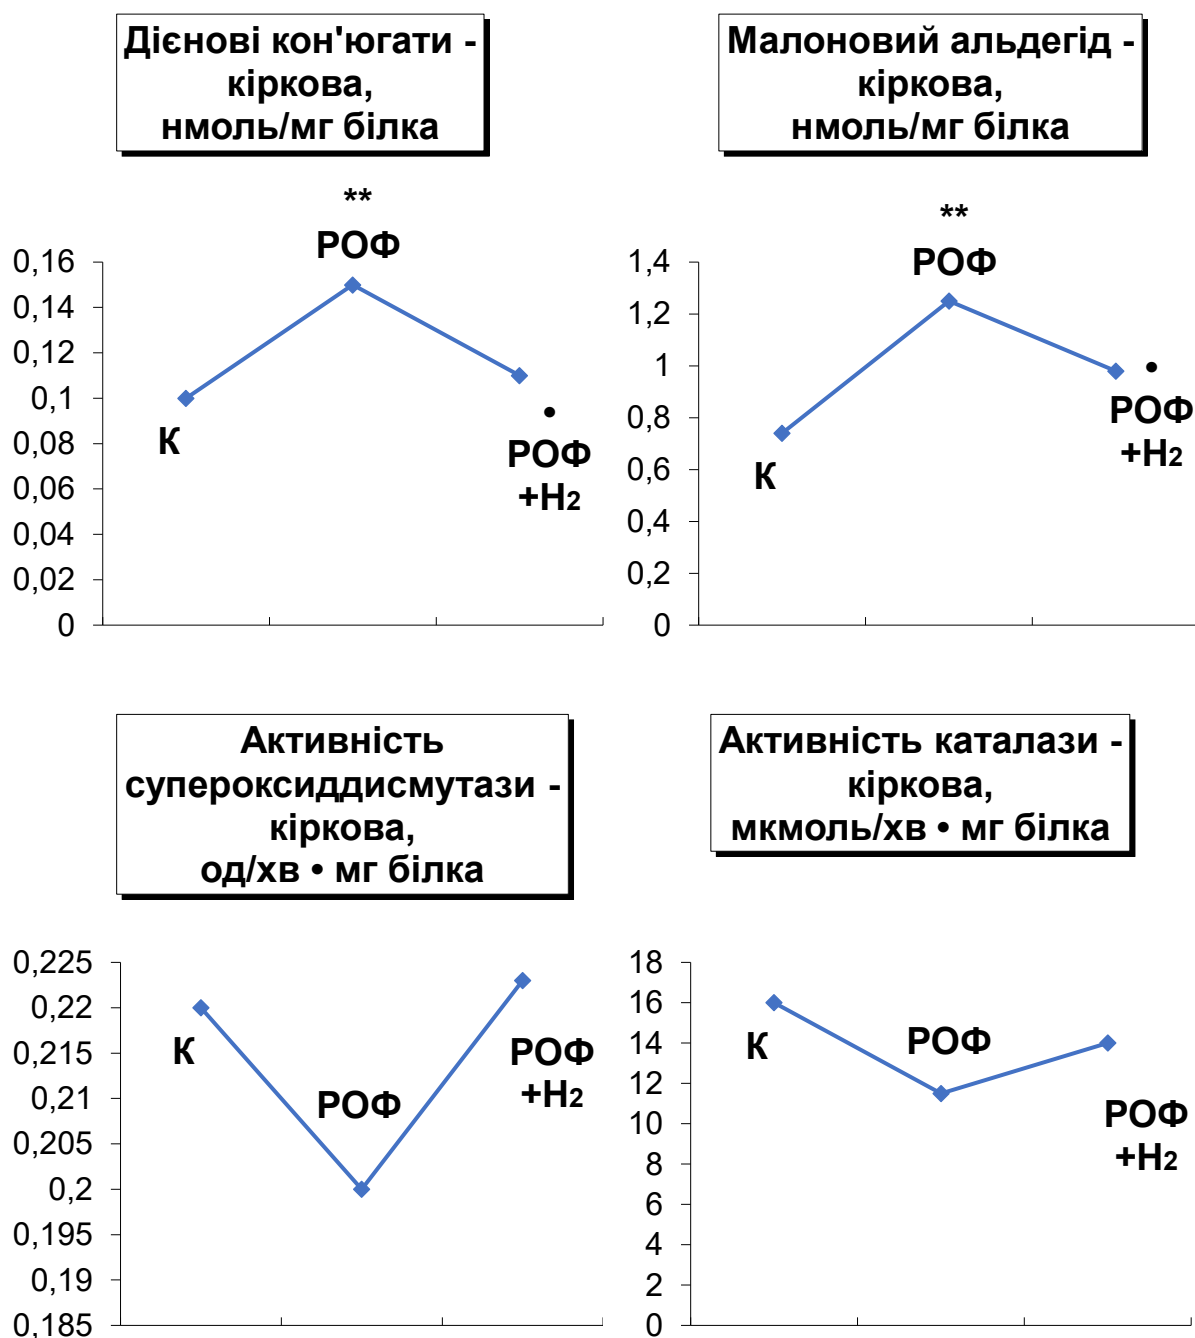 Дієнові кон'югати -
кіркова,
нмоль/мг білка
**
РОФ
0,16
0,14
0,12
0,1
0,08
0,06
0,04
0,02
0
К
•
РОФ
+H2
Малоновий альдегід -
кіркова,
нмоль/мг білка
**
РОФ
1,4
1,2
1
0,8
0,6
0,4
0,2
0
К
•
РОФ
+H2
Активність
супероксиддисмутази -
кіркова,
од/хв • мг білка
0,225
0,22
0,215
0,21
0,205
0,2
0,195
0,19
0,185
К
РОФ
РОФ
+H2
Активність каталази -
кіркова,
мкмоль/хв • мг білка
18
16
14
12
10
8
6
4
2
0
К
РОФ
РОФ
+H2